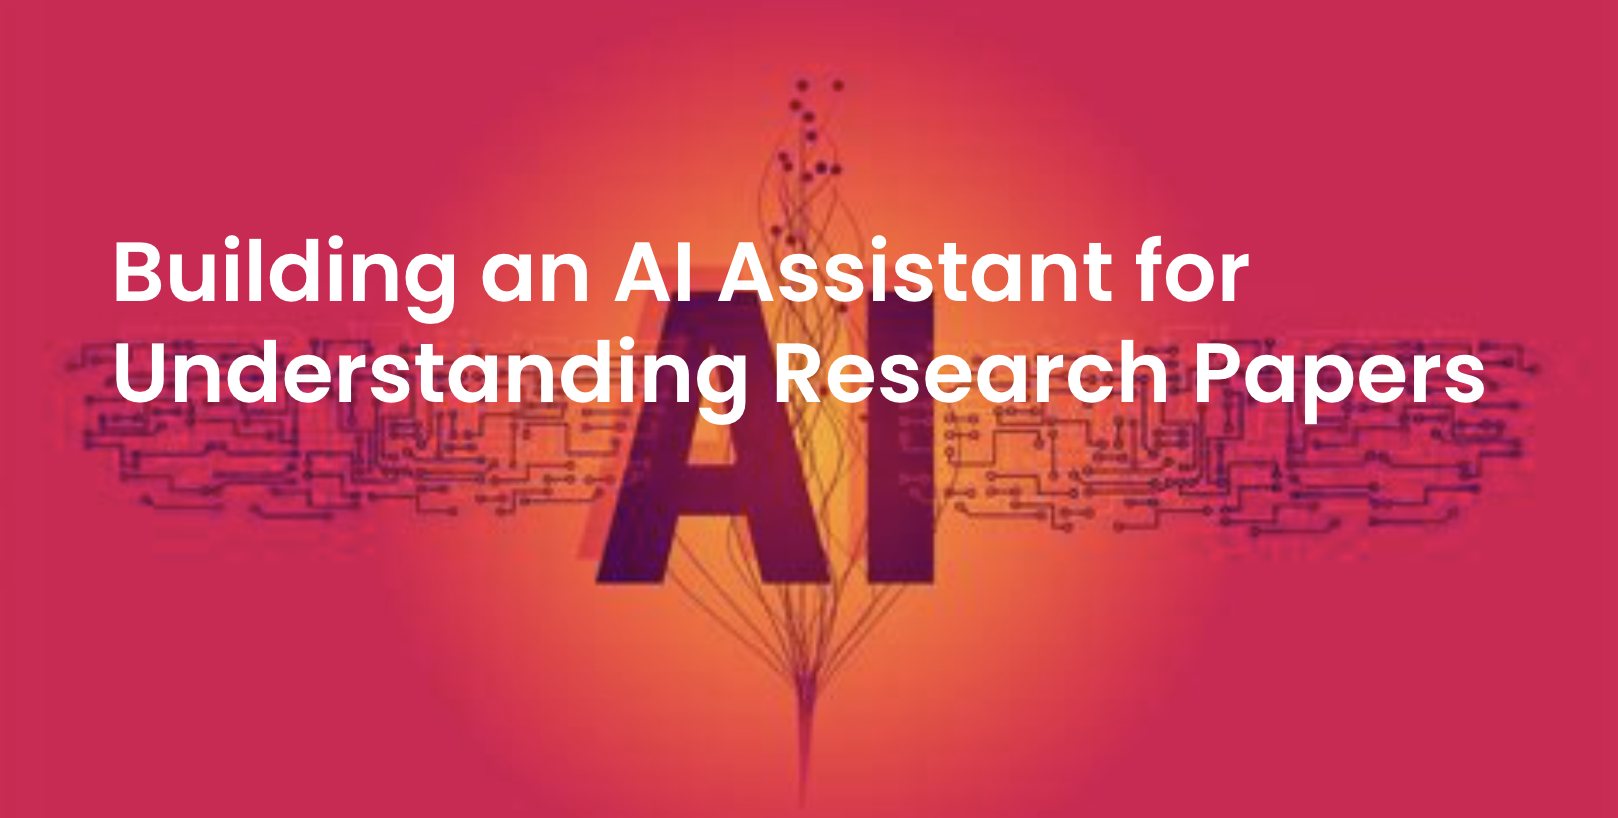 Building an AI Assistant for
Understanding Research Papers
AI